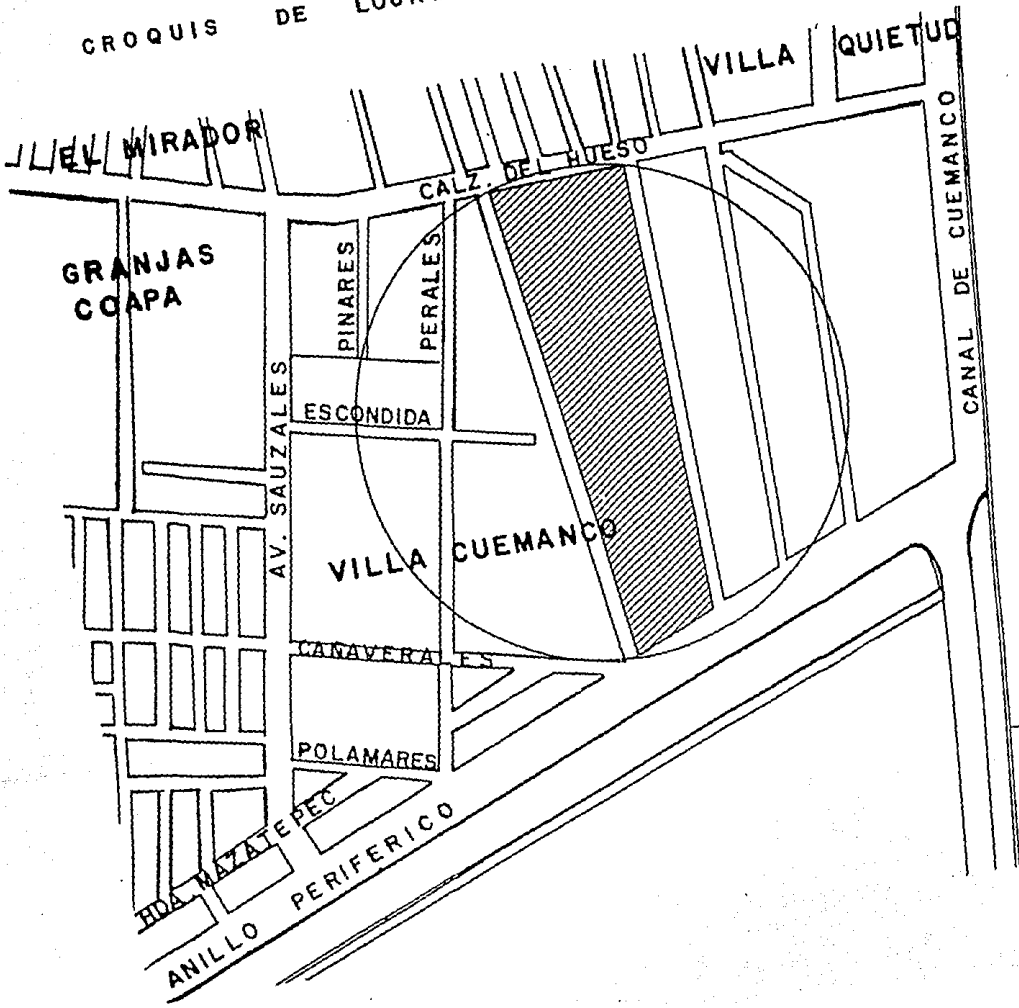 CROQUIS DE
VILLA QUIETUD
EL MIRADOR
CALZ. DEL HUESO
CANAL DE CUEMANCO
GRANJAS
COAPA
PINARES
PERALES
AV. SAUZALES
ESCONDIDA
VILLA CUEMANCO
CAÑAVERALES
POLAMARES
HDA. MAZATEPEC
ANILLO PERIFERICO